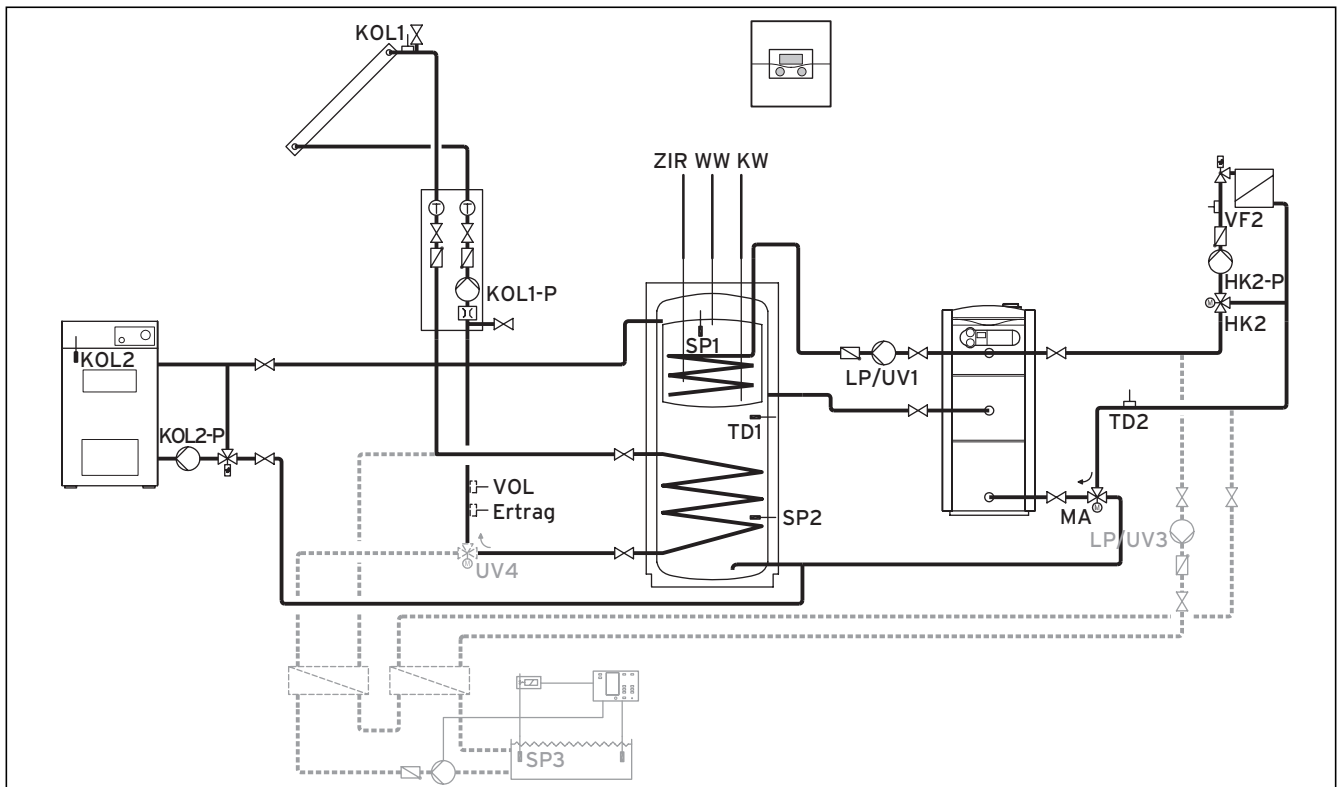 KOL1
ZIR WW KW
VF2
HK2-P
HK2
KOL1-P
SP1
LP/UV1
KOL2
TD1
TD2
KOL2-P
VOL
Ertrag
SP2
MA
LP/UV3
UV4
SP3